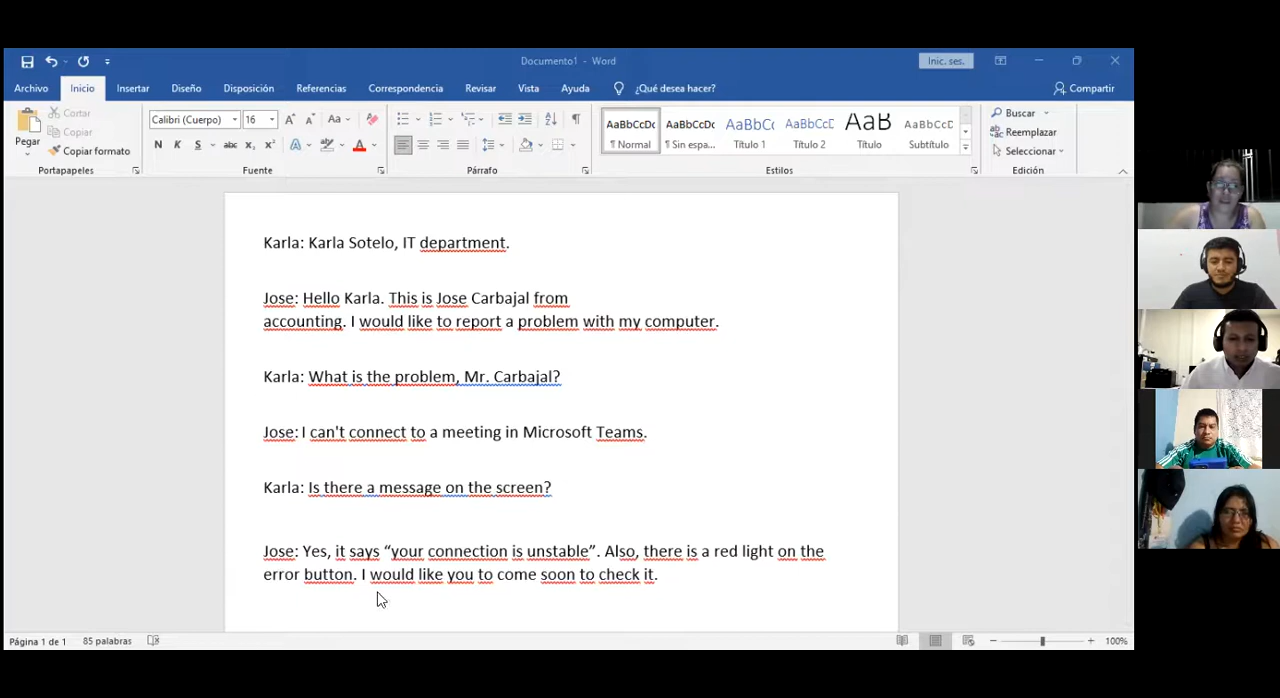 Documento1 - Word
Inic. ses.
Archivo Inicio Insertar Diseño Disposición Referencias Correspondencia Revisar Vista Ayuda ¿Qué desea hacer? Compartir
Pegar
Cortar
Copiar
Copiar formato
Portapapeles
Calibri (Cuerpo) 16
Aa
N K S abc x₂ x²
A A
Fuente
Párrafo
AaBbCcDc AaBbCcDc AaBbCc AaBbCcD AaB AaBbCcD
¶ Normal ¶ Sin espa... Título 1 Título 2 Título Subtítulo
Estilos
Buscar
Reemplazar
Seleccionar
Edición
Karla: Karla Sotelo, IT department.
Jose: Hello Karla. This is Jose Carbajal from
accounting. I would like to report a problem with my computer.
Karla: What is the problem, Mr. Carbajal?
Jose: I can't connect to a meeting in Microsoft Teams.
Karla: Is there a message on the screen?
Jose: Yes, it says “your connection is unstable”. Also, there is a red light on the
error button. I would like you to come soon to check it.
Página 1 de 1 85 palabras 100%